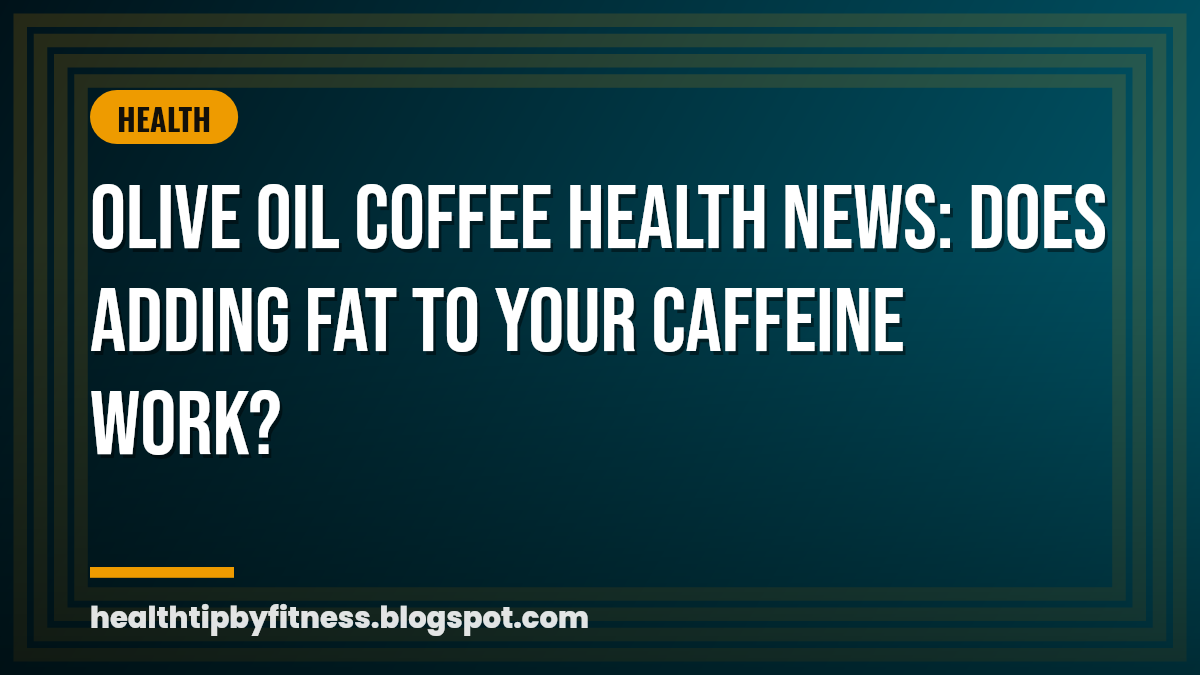 HEALTH
OLIVE OIL COFFEE HEALTH NEWS: DOES
ADDING FAT TO YOUR CAFFEINE
WORK?
healthtipbyfitness.blogspot.com